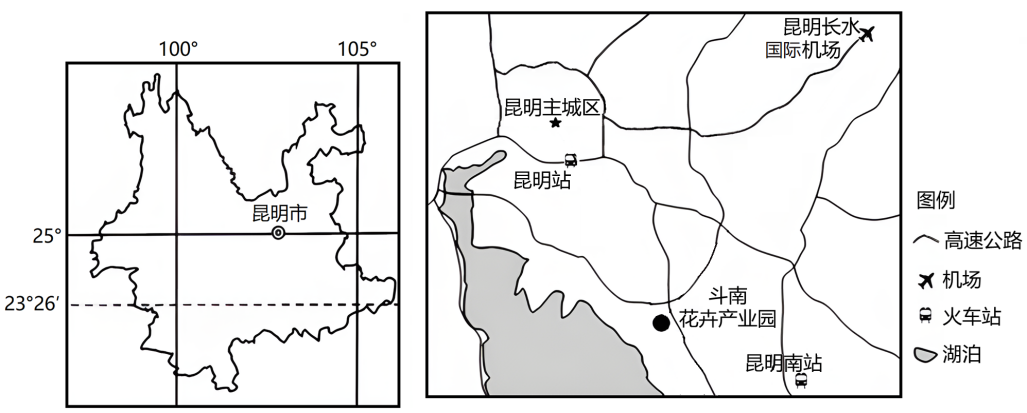 100°
105°
昆明市
25°
23°26′
昆明长水
国际机场
昆明主城区
昆明站
斗南
花卉产业园
昆明南站
图例
高速公路
机场
火车站
湖泊